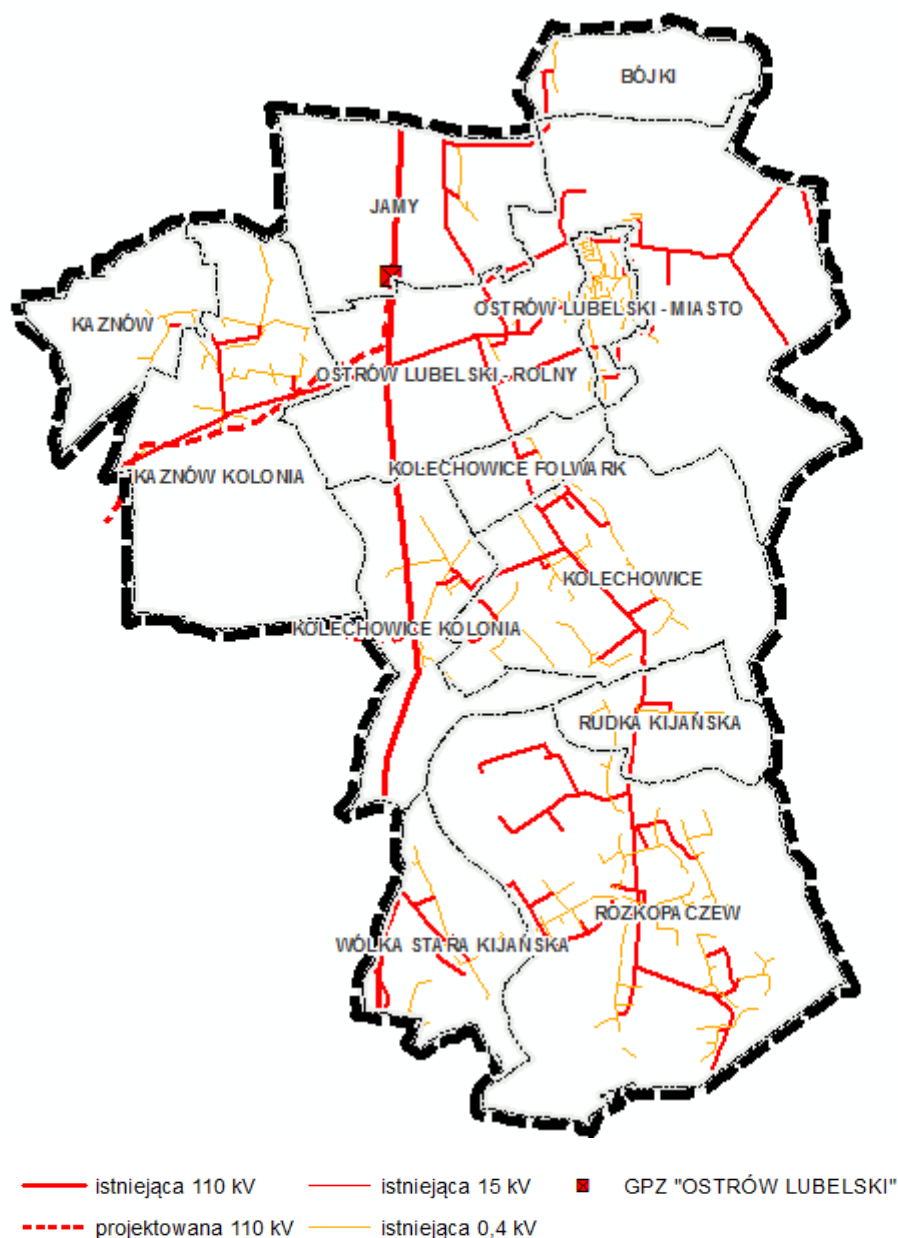 BÓJKI
JAMY
KAZNÓW
OSTRÓW LUBELSKI - MIASTO
OSTRÓW LUBELSKI - ROLNY
KOLECHOWICE FOLWARK
KAZNÓW KOLONIA
KOLECHOWICE
KOLECHOWICE KOLONIA
RUDKA KIJAŃSKA
ROZKOPACZEW
WÓLKA STARA KIJAŃSKA
istniejąca 110 kV istniejąca 15 kV GPZ "OSTRÓW LUBELSKI"
projektowana 110 kV istniejąca 0,4 kV